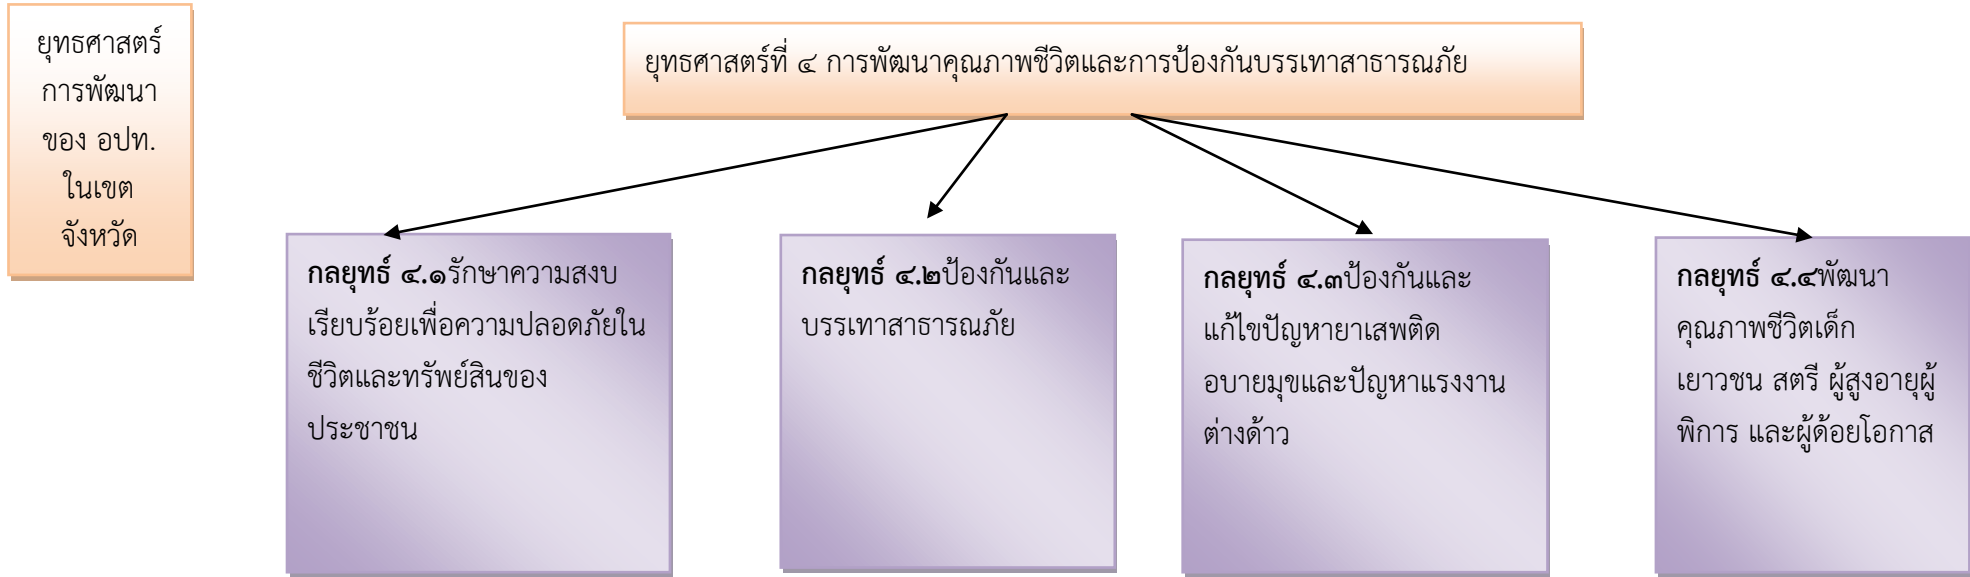 ยุทธศาสตร์
การพัฒนา
ของ อปท.
ในเขต
จังหวัด
ยุทธศาสตร์ที่ ๔ การพัฒนาคุณภาพชีวิตและการป้องกันบรรเทาสาธารณภัย
กลยุทธ์ ๔.๑รักษาความสงบ
เรียบร้อยเพื่อความปลอดภัยใน
ชีวิตและทรัพย์สินของ
ประชาชน
กลยุทธ์ ๔.๒ป้องกันและ
บรรเทาสาธารณภัย
กลยุทธ์ ๔.๓ป้องกันและ
แก้ไขปัญหายาเสพติด
อบายมุขและปัญหาแรงงาน
ต่างด้าว
กลยุทธ์ ๔.๔พัฒนา
คุณภาพชีวิตเด็ก
เยาวชน สตรี ผู้สูงอายุผู้
พิการ และผู้ด้อยโอกาส